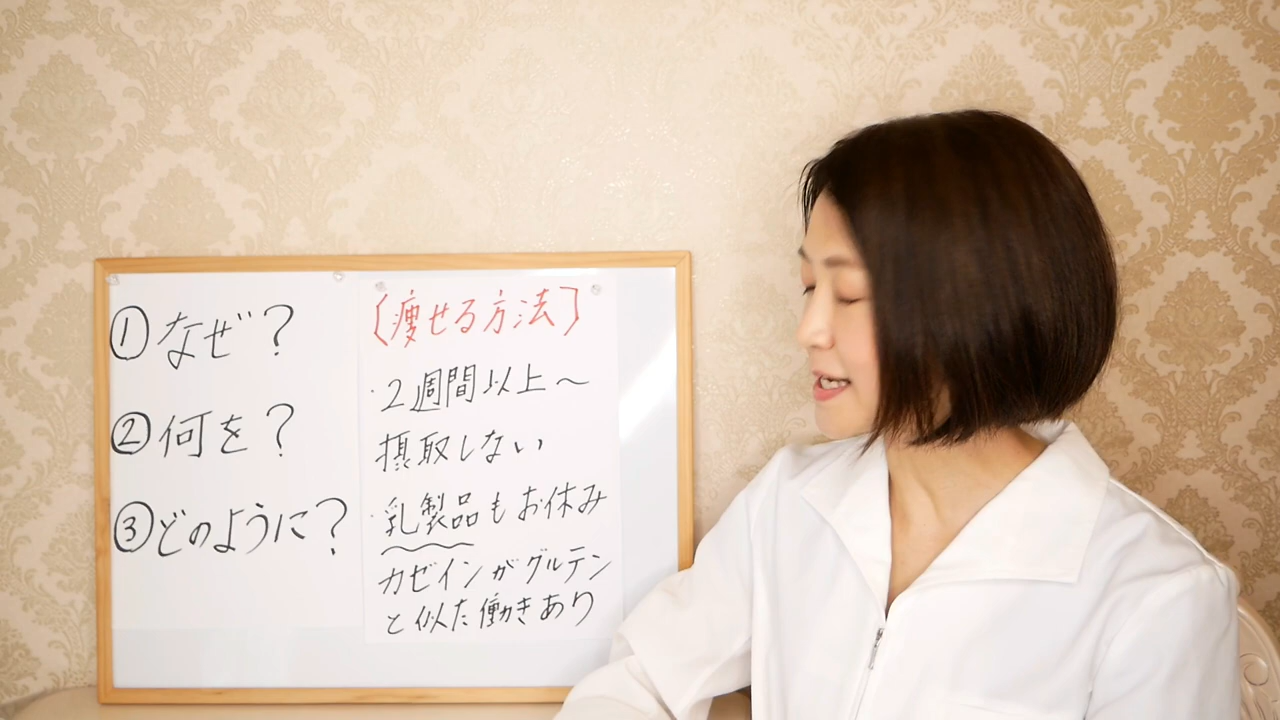 ①なぜ？
②何を？
③どのように？
〔痩せる方法〕
・2週間以上〜
摂取しない
・乳製品もお休み
カゼインがグルテン
と似た働きあり